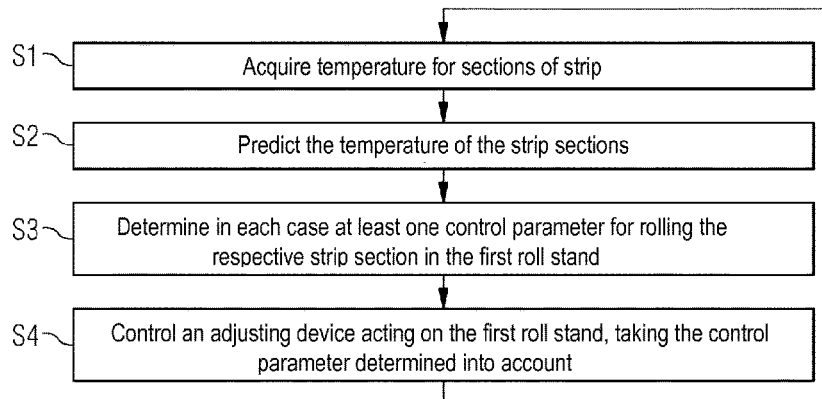 S1
Acquire temperature for sections of strip
S2
Predict the temperature of the strip sections
S3
Determine in each case at least one control parameter for rolling the
respective strip section in the first roll stand
S4
Control an adjusting device acting on the first roll stand, taking the control
parameter determined into account